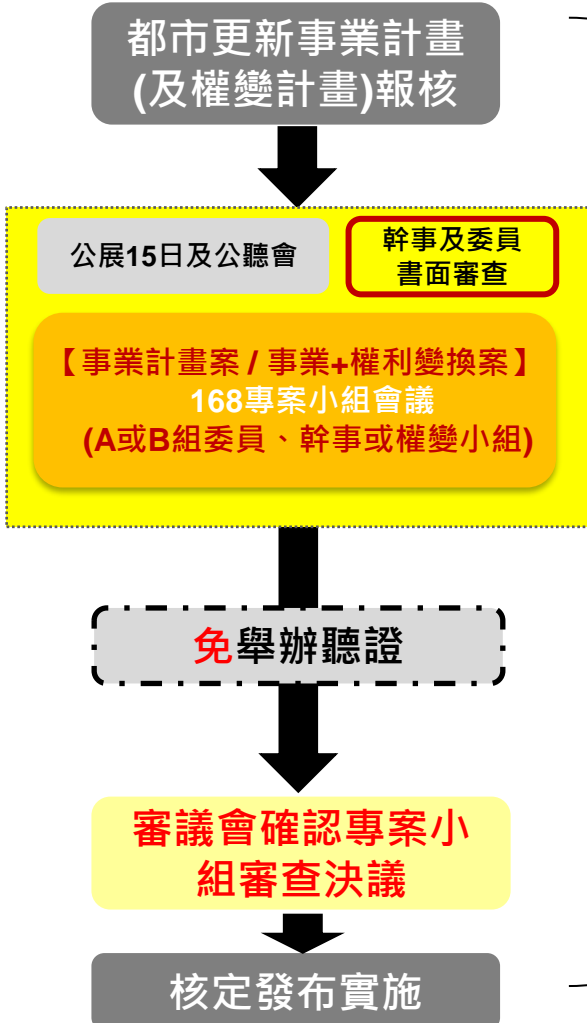 都市更新事業計畫
(及權變計畫)報核
公展15日及公聽會
幹事及委員
書面審查
【事業計畫案 / 事業+權利變換案】
168專案小組會議
(A或B組委員、幹事或權變小組)
免舉辦聽證
審議會確認專案小
組審查決議
核定發布實施